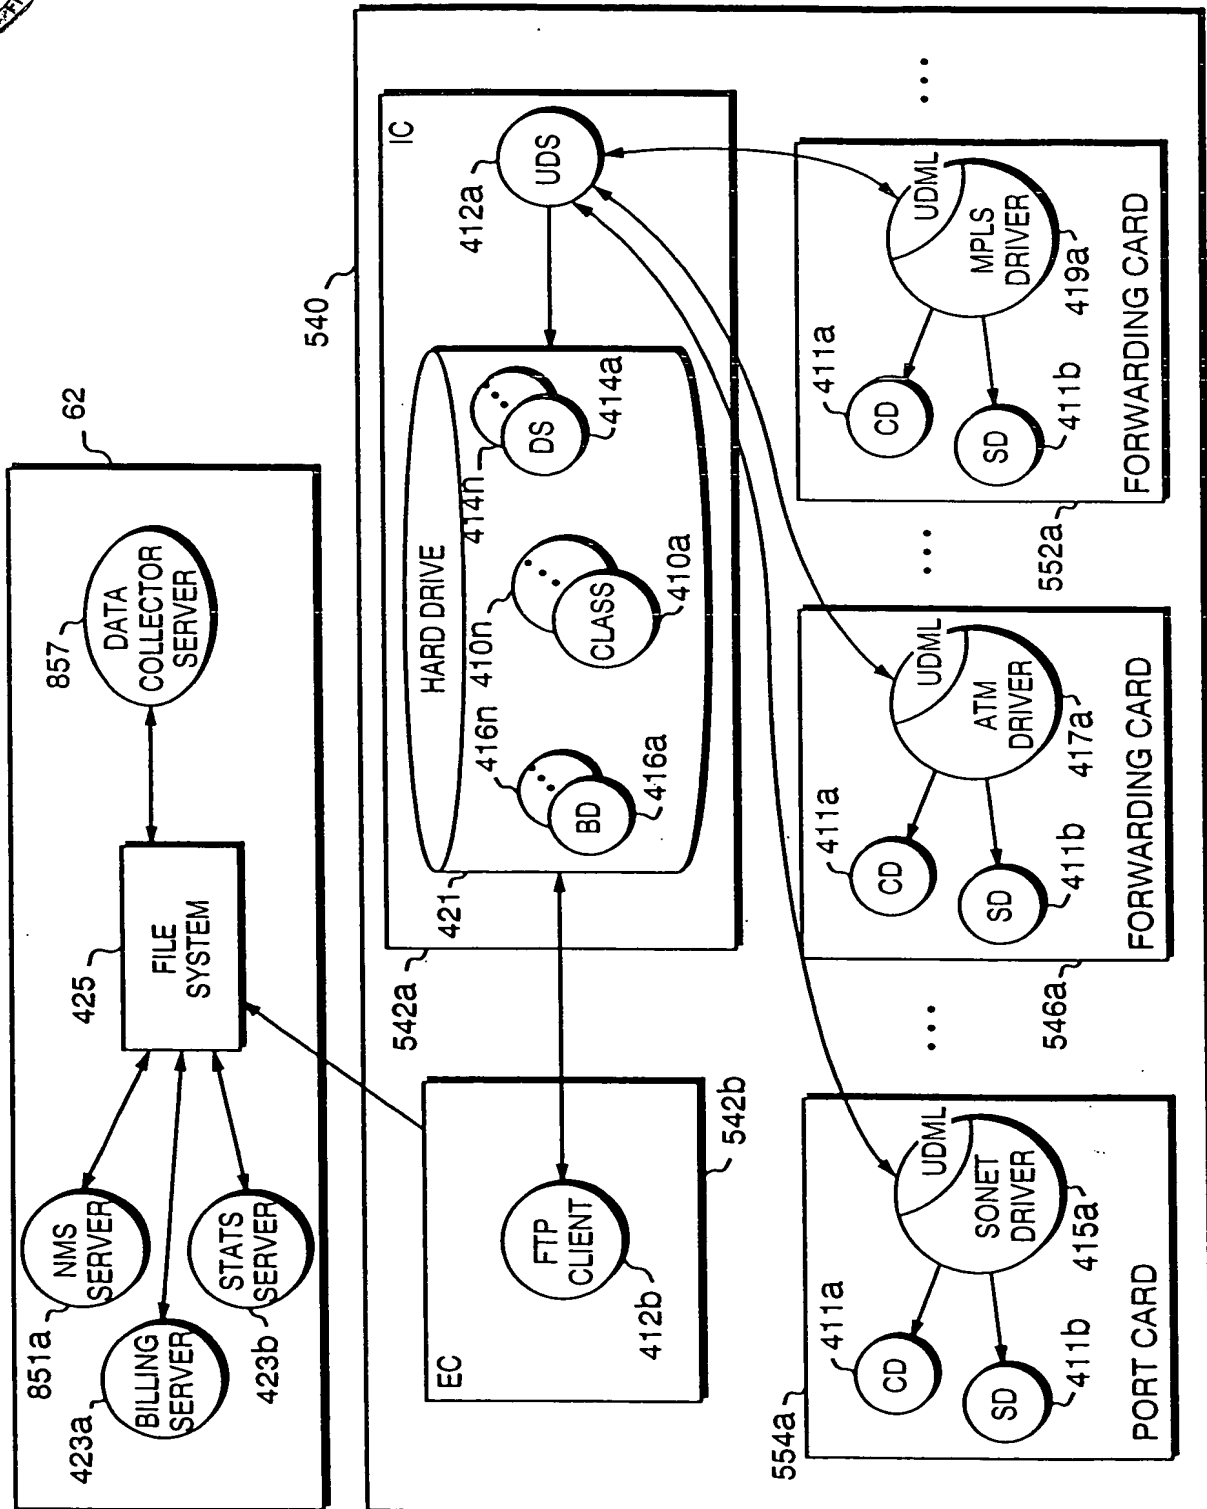 62
851a
NMS
SERVER
423a
BILLING
SERVER
STATS
SERVER
423b
425
FILE
SYSTEM
857
DATA
COLLECTOR
SERVER
540
EC
FTP
CLIENT
412b
542b
542a
IC
421
HARD DRIVE
416n
BD
416a
410n
CLASS
410a
414n
DS
414a
412a
UDS
554a
CD
411a
SD
411b
UDML
SONET
DRIVER
415a
PORT CARD
...
546a
CD
411a
SD
411b
UDML
ATM
DRIVER
417a
FORWARDING CARD
...
552a
CD
411a
SD
411b
UDML
MPLS
DRIVER
419a
FORWARDING CARD
...